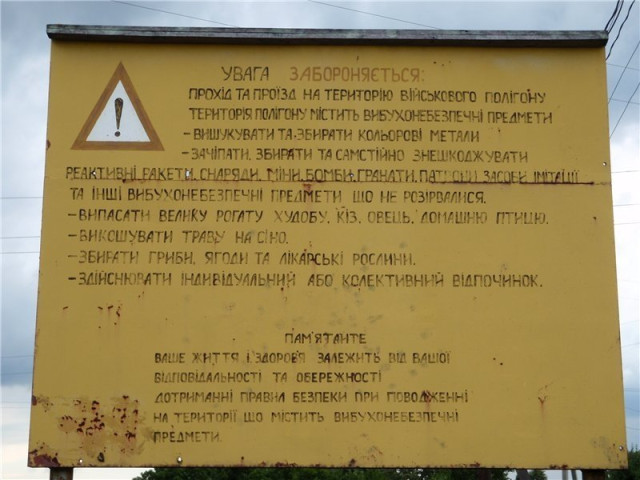 !
УВАГА ЗАБОРОНЯЄТЬСЯ:
ПРОХІД ТА ПРОЇЗД НА ТЕРИТОРІЮ ВІЙСЬКОВОГО ПОЛІГОНУ
ТЕРИТОРІЯ ПОЛІГОНУ МІСТИТЬ ВИБУХОНЕБЕЗПЕЧНІ ПРЕДМЕТИ
- ВИШУКУВАТИ ТА ЗБИРАТИ КОЛЬОРОВІ МЕТАЛИ
- ЗАЧІПАТИ, ЗБИРАТИ ТА САМСТІЙНО ЗНЕШКОДЖУВАТИ
РЕАКТИВНІ РАКЕТИ, СНАРЯДИ, МІНИ, БОМБИ, ГРАНАТИ, ПАТРОНИ ЗАСОБИ ІМІТАЦІЇ
ТА ІНШІ ВИБУХОНЕБЕЗПЕЧНІ ПРЕДМЕТИ ЩО НЕ РОЗІРВАЛИСЯ.
- ВИПАСАТИ ВЕЛИКУ РОГАТУ ХУДОБУ, КІЗ, ОВЕЦЬ, ДОМАШНЮ ПТИЦЮ.
- ВИКОШУВАТИ ТРАВУ НА СІНО.
- ЗБИРАТИ ГРИБИ, ЯГОДИ ТА ЛІКАРСЬКІ РОСЛИНИ.
- ЗДІЙСНЮВАТИ ІНДИВІДУАЛЬНИЙ АБО КОЛЕКТИВНИЙ ВІДПОЧИНОК.
ПАМ'ЯТАЙТЕ
ВАШЕ ЖИТТЯ І ЗДОРОВ'Я ЗАЛЕЖИТЬ ВІД ВАШОЇ
ВІДПОВІДАЛЬНОСТІ ТА ОБЕРЕЖНОСТІ
ДОТРИМАННІ ПРАВИЛ БЕЗПЕКИ ПРИ ПОВОДЖЕННІ
НА ТЕРИТОРІЇ ЩО МІСТИТЬ ВИБУХОНЕБЕЗПЕЧНІ
ПРЕДМЕТИ.